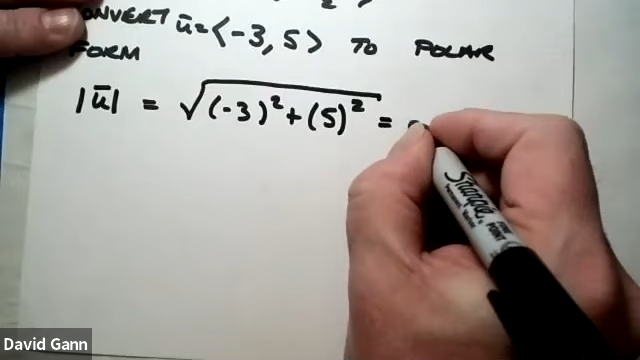 CONVERT ū = ⟨-3, 5⟩ TO POLAR
FORM
|ū| = √((-3)² + (5)²) =
Sharpie
David Gann